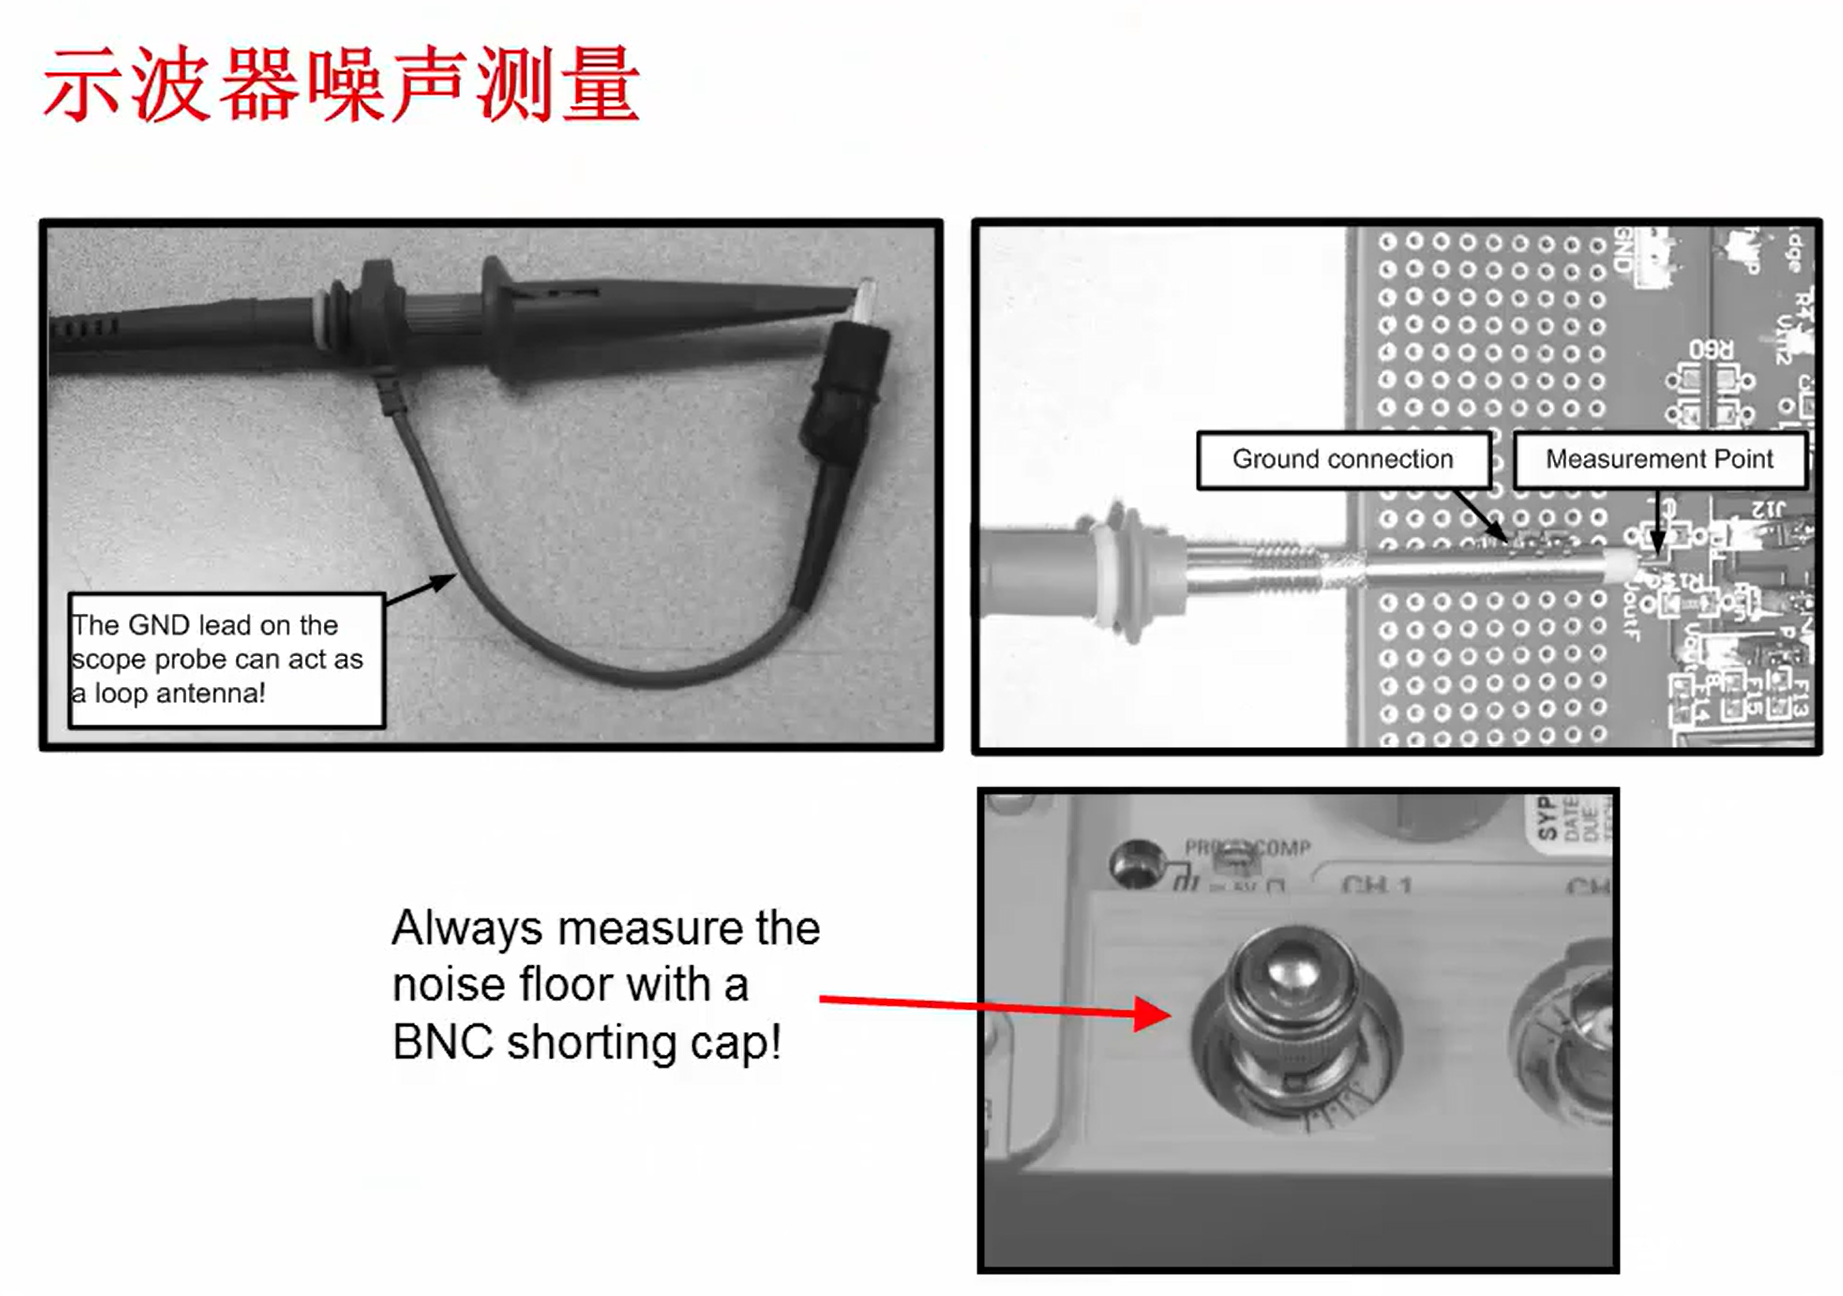 示波器噪声测量
The GND lead on the
scope probe can act as
a loop antenna!
Ground connection
Measurement Point
GND
R60
J12
VoutF
F14
F15
F13
Always measure the
noise floor with a
BNC shorting cap!
COMP
CH 1
CH
SYP
DATE
DUE